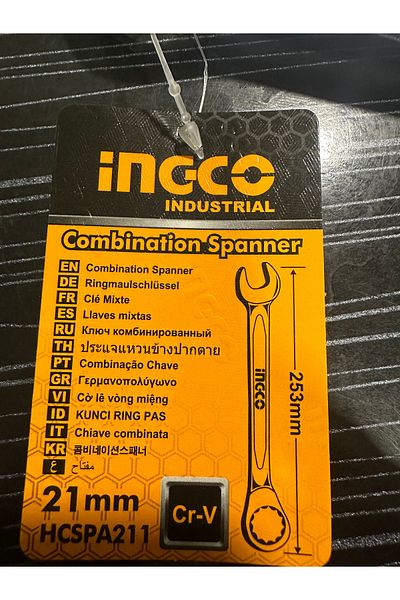 INGCO
INDUSTRIAL
Combination Spanner
EN Combination Spanner
DE Ringmaulschlüssel
FR Clé Mixte
ES Llaves mixtas
RU Ключ комбинированный
TH ประแจแหวนข้างปากตาย
PT Combinação Chave
GR Γερμανοπολύγωνο
VI Cờ lê vòng miệng
ID KUNCI RING PAS
IT Chiave combinata
KR 콤비네이션스패너
ع مفتاح
INGCO
253mm
21mm
HCSPA211
Cr-V